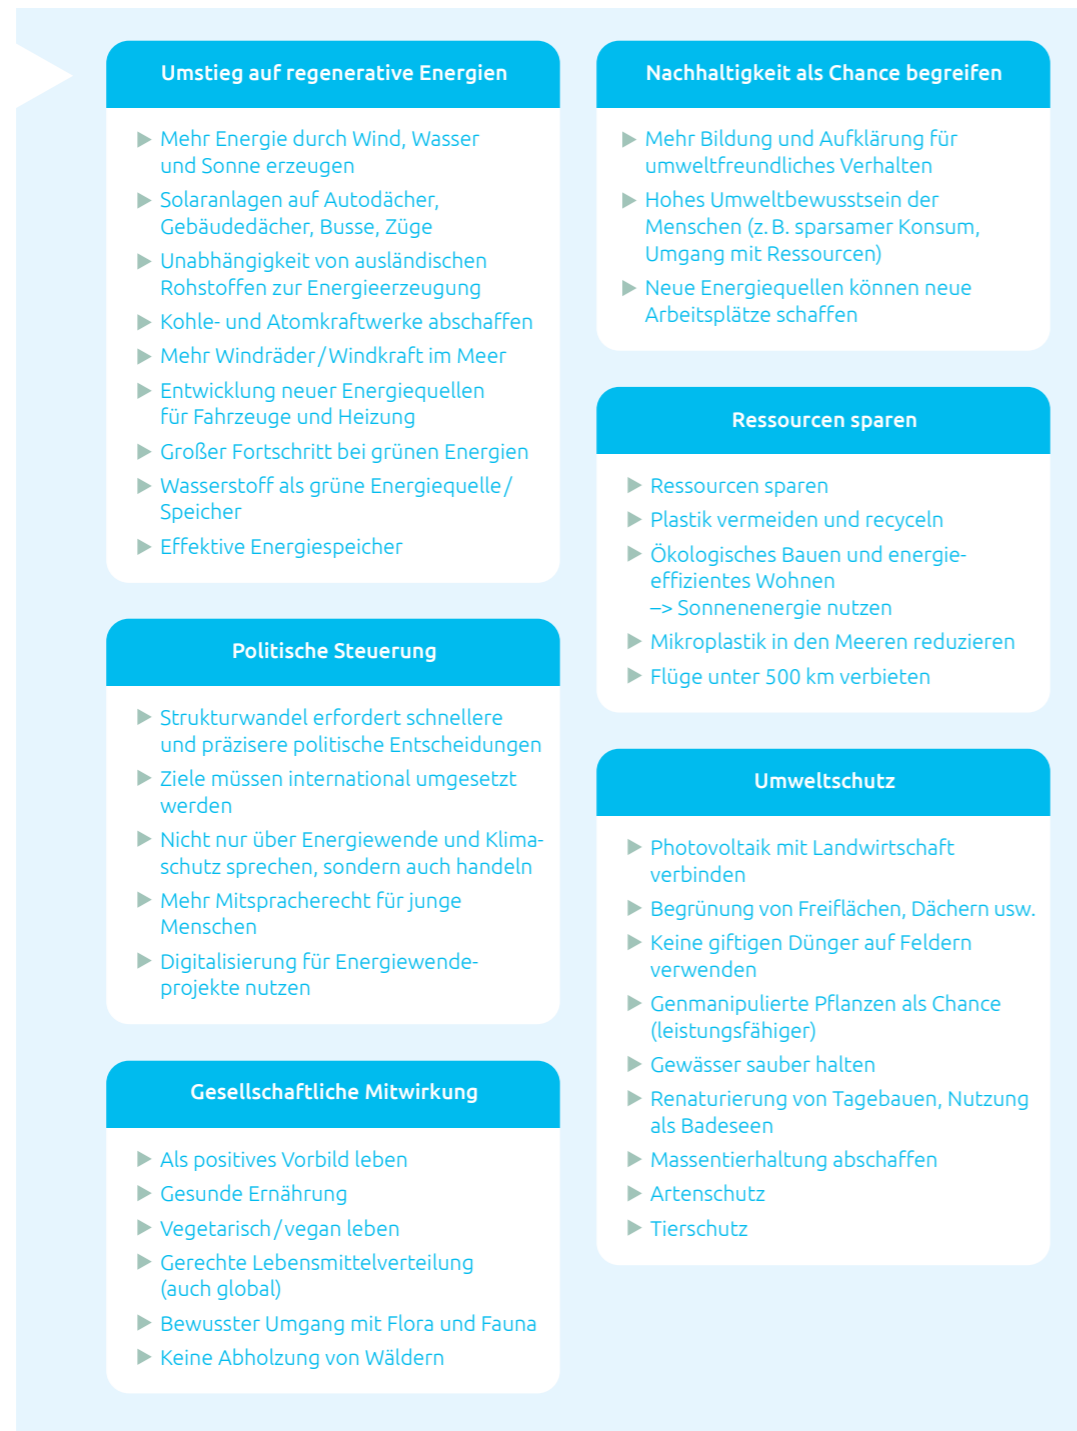 Umstieg auf regenerative Energien
Mehr Energie durch Wind, Wasser
und Sonne erzeugen
Solaranlagen auf Autodächer,
Gebäudedächer, Busse, Züge
Unabhängigkeit von ausländischen
Rohstoffen zur Energieerzeugung
Kohle- und Atomkraftwerke abschaffen
Mehr Windräder / Windkraft im Meer
Entwicklung neuer Energiequellen
für Fahrzeuge und Heizung
Großer Fortschritt bei grünen Energien
Wasserstoff als grüne Energiequelle /
Speicher
Effektive Energiespeicher
Politische Steuerung
Strukturwandel erfordert schnellere
und präzisere politische Entscheidungen
Ziele müssen international umgesetzt
werden
Nicht nur über Energiewende und Klima-
schutz sprechen, sondern auch handeln
Mehr Mitspracherecht für junge
Menschen
Digitalisierung für Energiewende-
projekte nutzen
Gesellschaftliche Mitwirkung
Als positives Vorbild leben
Gesunde Ernährung
Vegetarisch / vegan leben
Gerechte Lebensmittelverteilung
(auch global)
Bewusster Umgang mit Flora und Fauna
Keine Abholzung von Wäldern
Nachhaltigkeit als Chance begreifen
Mehr Bildung und Aufklärung für
umweltfreundliches Verhalten
Hohes Umweltbewusstsein der
Menschen (z. B. sparsamer Konsum,
Umgang mit Ressourcen)
Neue Energiequellen können neue
Arbeitsplätze schaffen
Ressourcen sparen
Ressourcen sparen
Plastik vermeiden und recyceln
Ökologisches Bauen und energie-
effizientes Wohnen
–> Sonnenenergie nutzen
Mikroplastik in den Meeren reduzieren
Flüge unter 500 km verbieten
Umweltschutz
Photovoltaik mit Landwirtschaft
verbinden
Begrünung von Freiflächen, Dächern usw.
Keine giftigen Dünger auf Feldern
verwenden
Genmanipulierte Pflanzen als Chance
(leistungsfähiger)
Gewässer sauber halten
Renaturierung von Tagebauen, Nutzung
als Badeseen
Massentierhaltung abschaffen
Artenschutz
Tierschutz